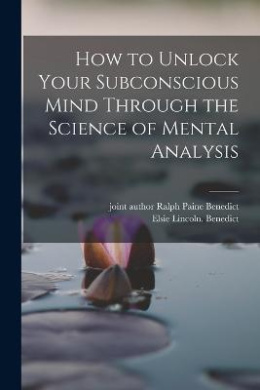 How to Unlock
Your Subconscious
Mind Through the
Science of Mental
Analysis
joint author Ralph Paine Benedict
Elsie Lincoln. Benedict